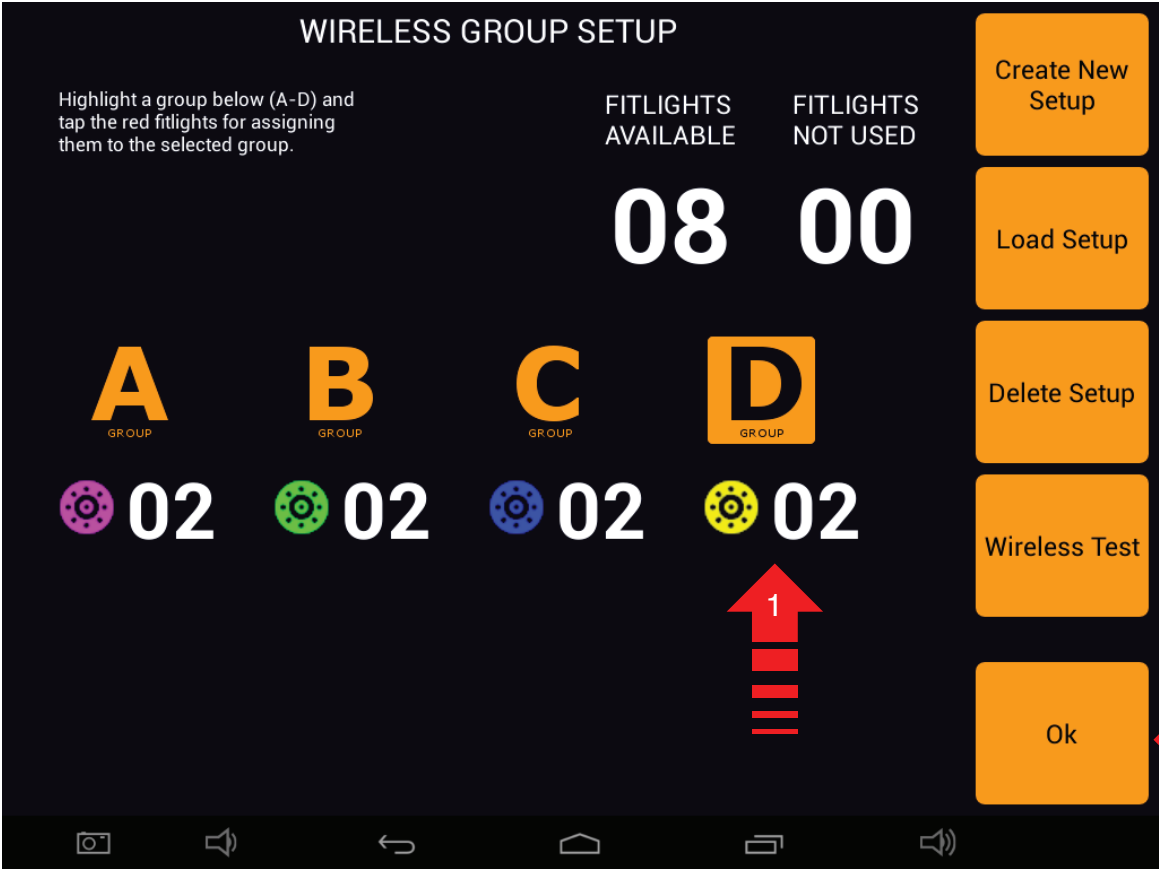 WIRELESS GROUP SETUP
Highlight a group below (A-D) and
tap the red fitlights for assigning
them to the selected group.
FITLIGHTS
AVAILABLE
08
FITLIGHTS
NOT USED
00
A
GROUP
02
B
GROUP
02
C
GROUP
02
D
GROUP
02
1
Create New
Setup
Load Setup
Delete Setup
Wireless Test
Ok